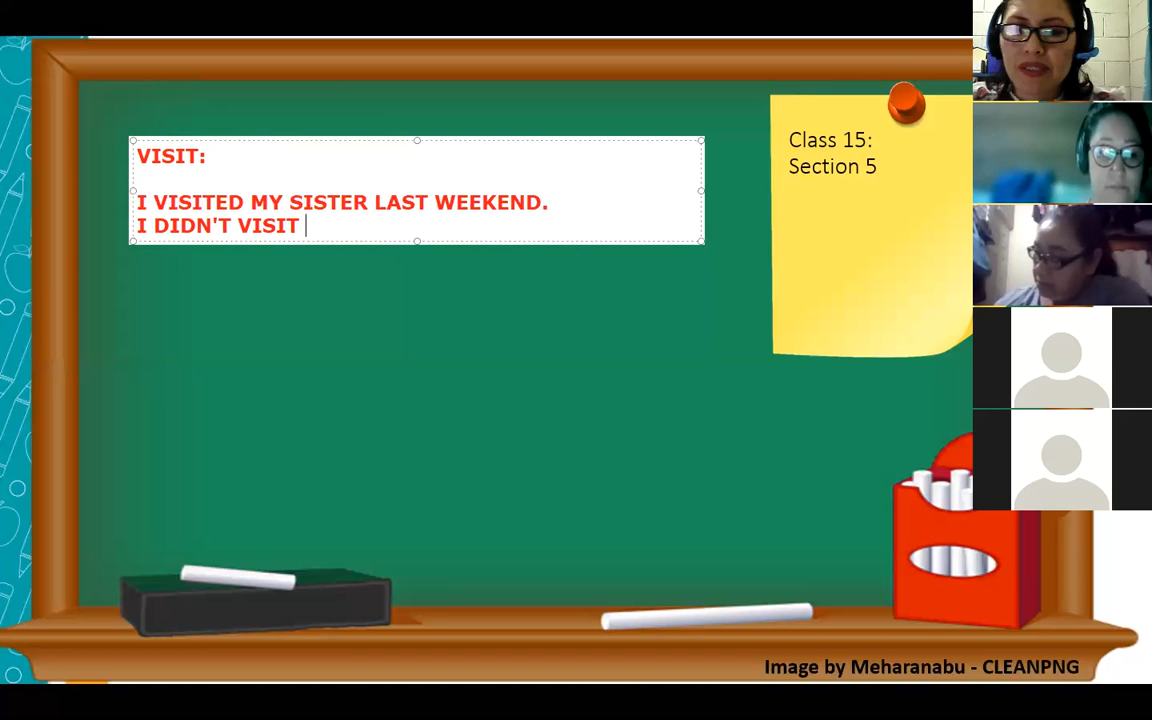 VISIT:
I VISITED MY SISTER LAST WEEKEND.
I DIDN'T VISIT
Class 15:
Section 5
Image by Meharanabu - CLEANPNG